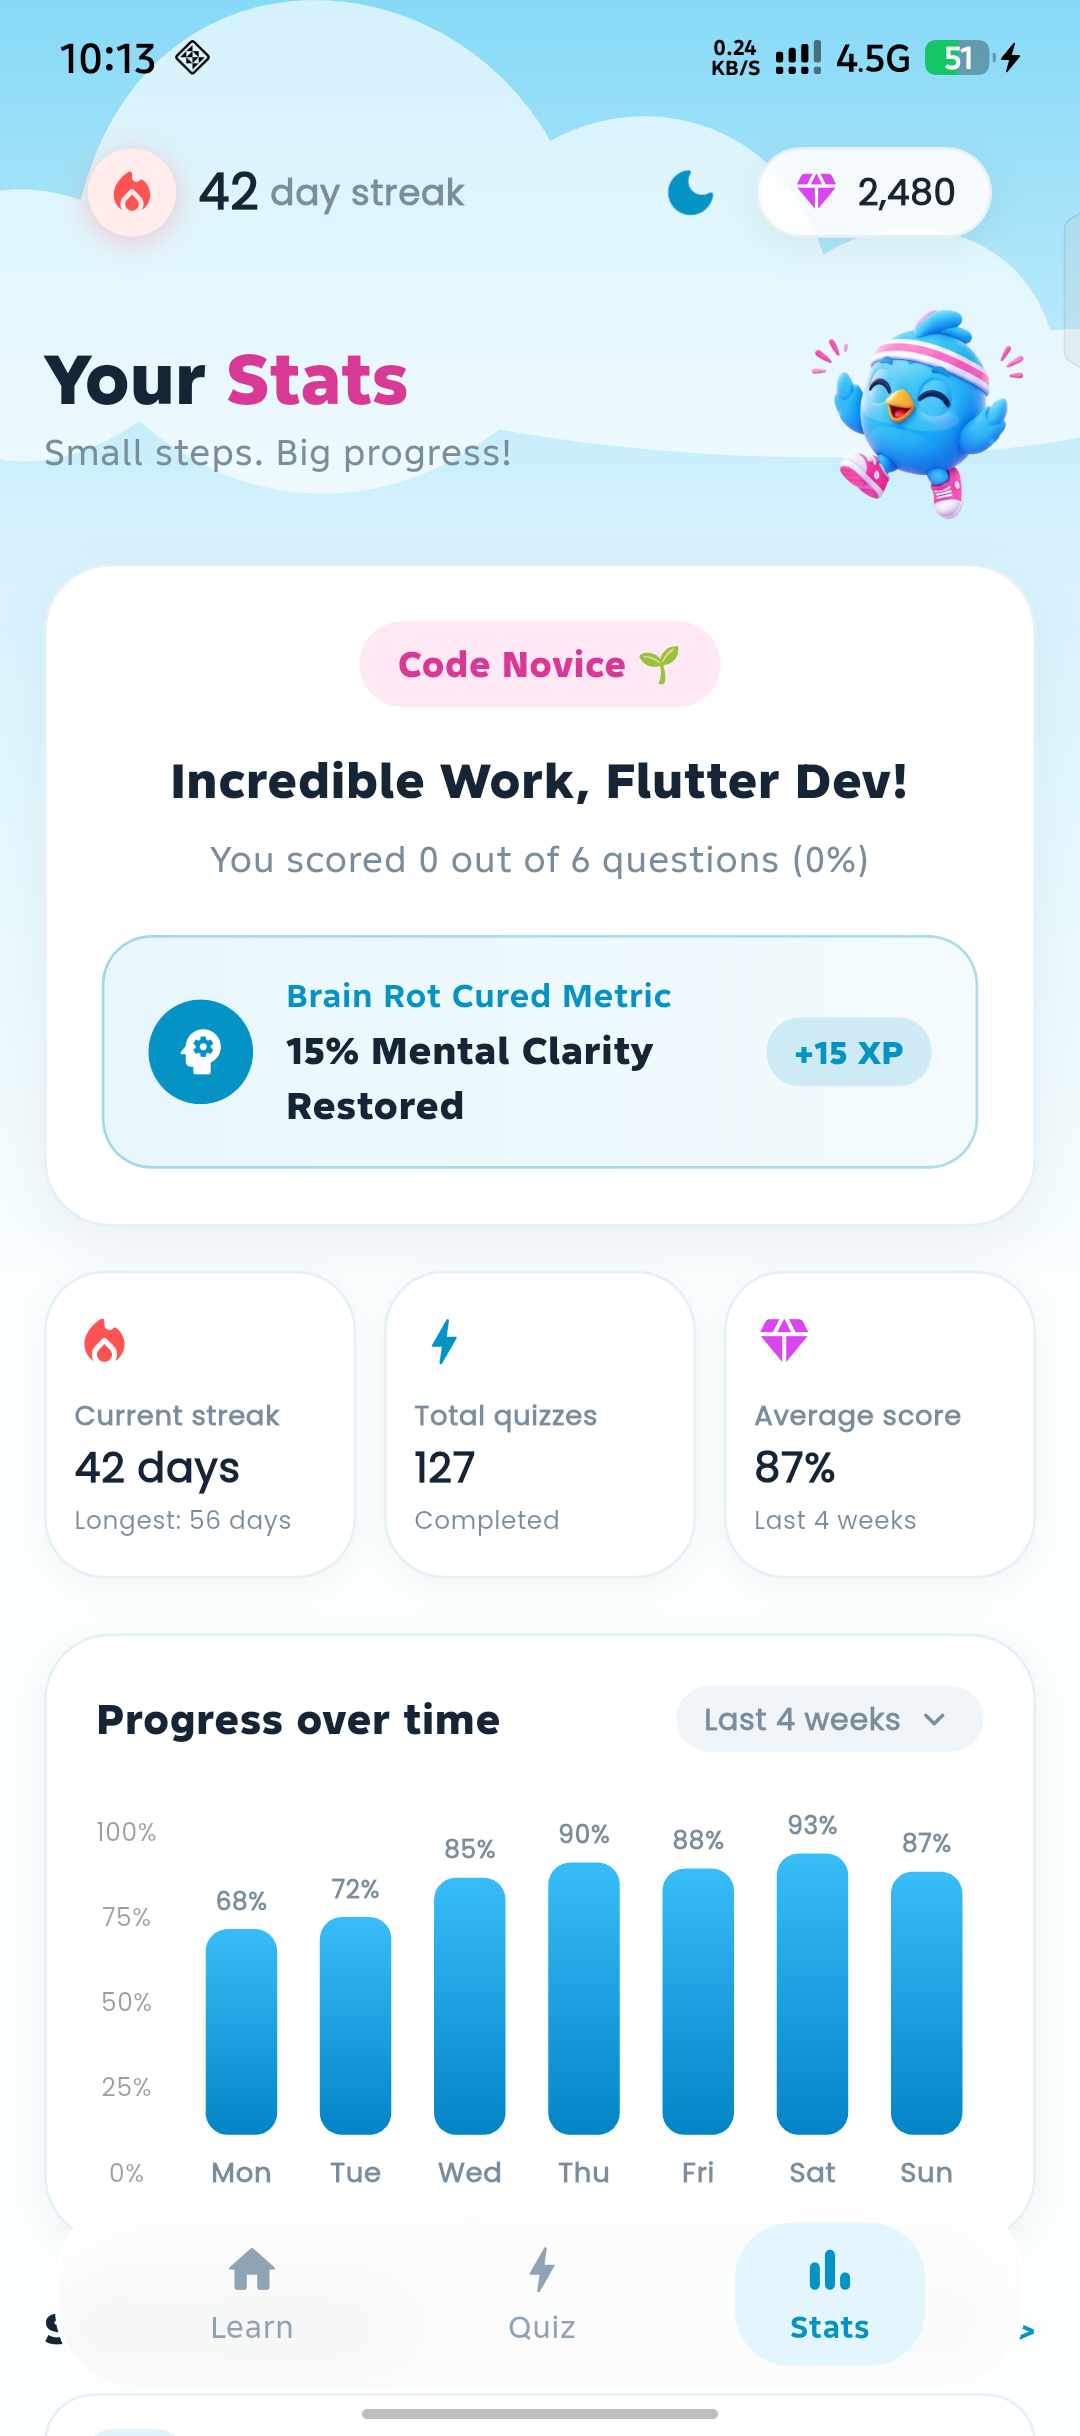 10:13
0.24 KB/S
4.5G
51
42 day streak
2,480
Your Stats
Small steps. Big progress!
Code Novice 🌱
Incredible Work, Flutter Dev!
You scored 0 out of 6 questions (0%)
Brain Rot Cured Metric
15% Mental Clarity
Restored
+15 XP
Current streak
42 days
Longest: 56 days
Total quizzes
127
Completed
Average score
87%
Last 4 weeks
Progress over time
Last 4 weeks
100%
75%
50%
25%
0%
68%
72%
85%
90%
88%
93%
87%
Mon
Tue
Wed
Thu
Fri
Sat
Sun
Learn
Quiz
Stats
>